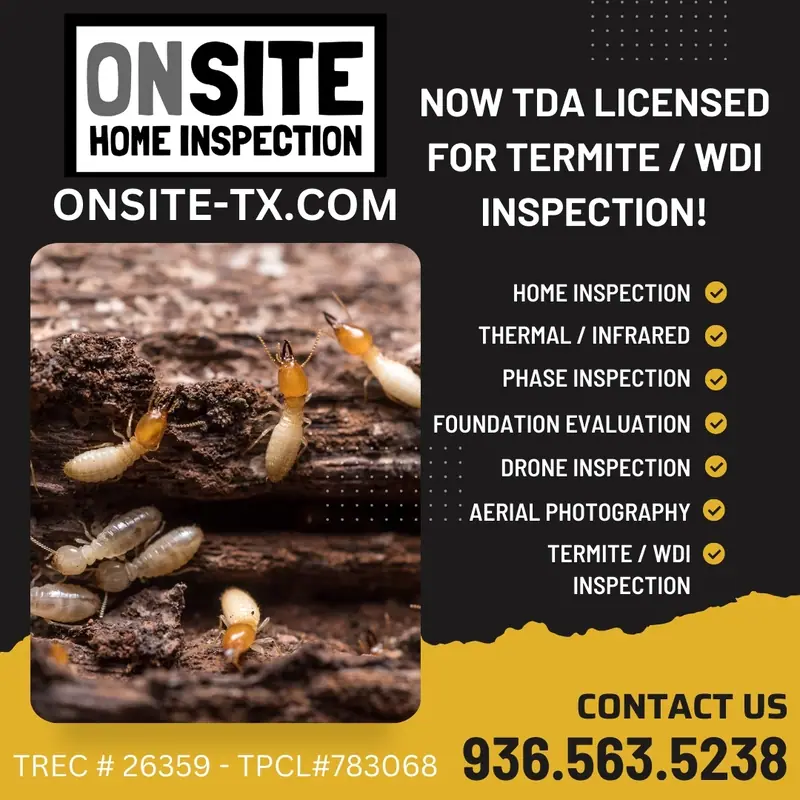 ONSITE
HOME INSPECTION
ONSITE-TX.COM
NOW TDA LICENSED
FOR TERMITE / WDI
INSPECTION!
HOME INSPECTION
THERMAL / INFRARED
PHASE INSPECTION
FOUNDATION EVALUATION
DRONE INSPECTION
AERIAL PHOTOGRAPHY
TERMITE / WDI
INSPECTION
CONTACT US
936.563.5238
TREC # 26359 - TPCL#783068